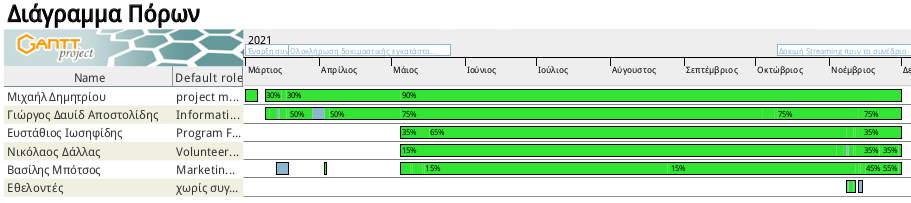 Διάγραμμα Πόρων
GANTT project
2021
Έναρξη συν Ολοκλήρωση δοκιμαστικής εγκατάστα... Δοκιμή Streaming πριν το συνέδριο
Name Default role Μάρτιος Απρίλιος Μάιος Ιούνιος Ιούλιος Αύγουστος Σεπτέμβριος Οκτώβριος Νοέμβριος Δε
Μιχαήλ Δημητρίου project m... 30% 30% 90%
Γιώργος Δαυίδ Αποστολίδης Informati... 50% 50% 75% 75% 75%
Ευστάθιος Ιωσηφίδης Program F... 35% 65% 35%
Νικόλαος Δάλλας Volunteer... 15% 35% 35%
Βασίλης Μπότσος Marketin... 15% 15% 45% 55%
Εθελοντές χωρίς συγ...